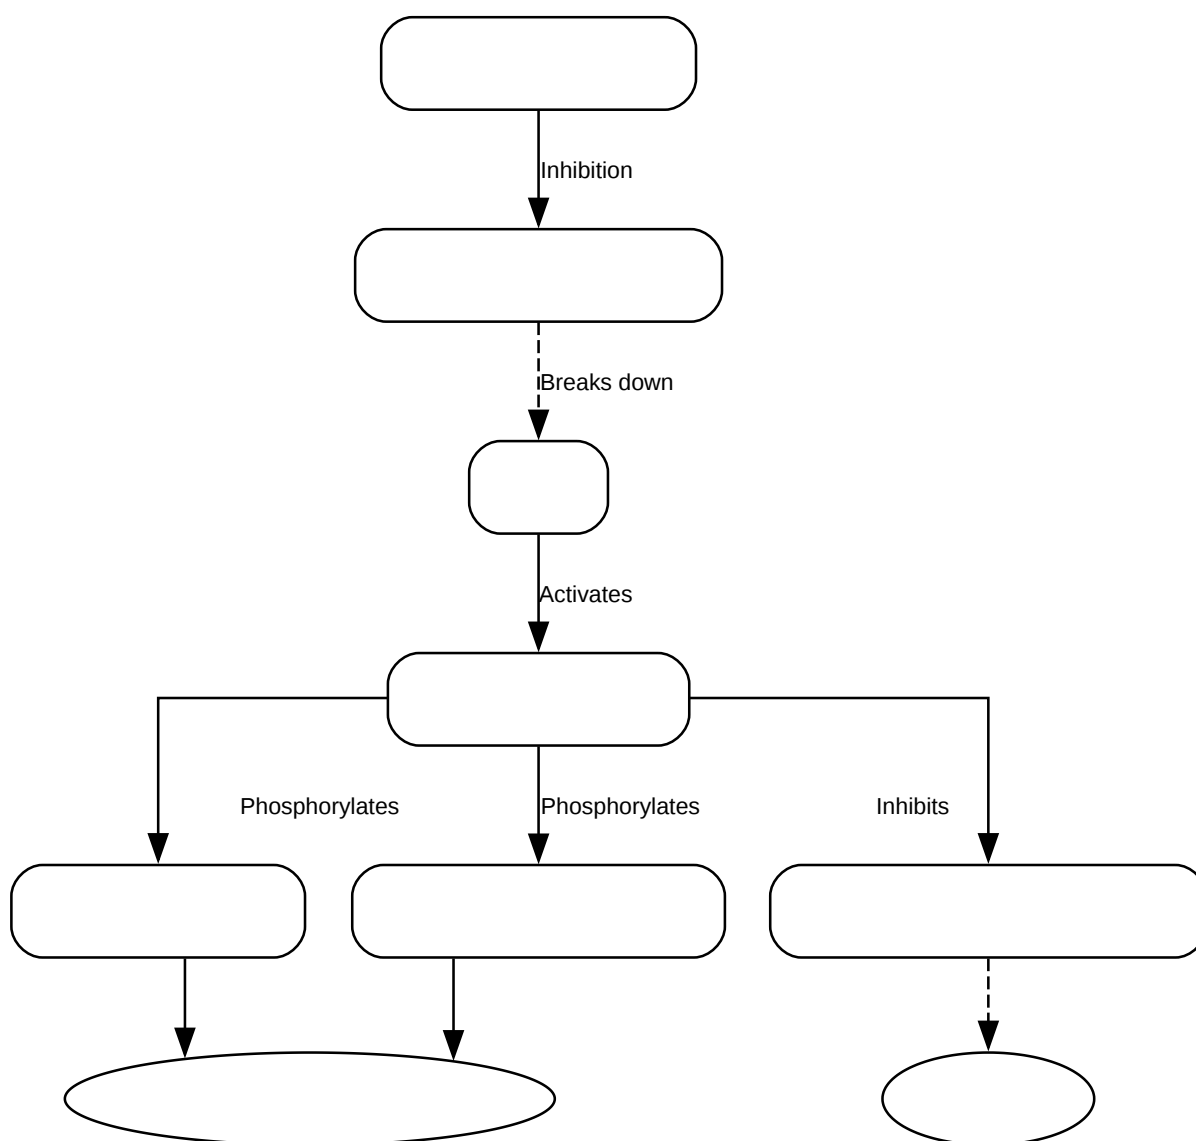 Inhibition
Breaks down
Activates
Phosphorylates
Phosphorylates
Inhibits